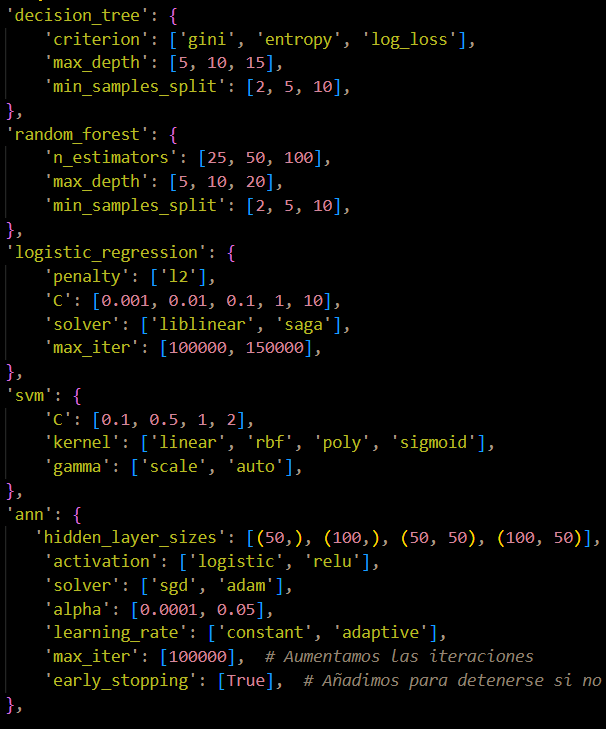 'decision_tree': {
'criterion': ['gini', 'entropy', 'log_loss'],
'max_depth': [5, 10, 15],
'min_samples_split': [2, 5, 10],
},
'random_forest': {
'n_estimators': [25, 50, 100],
'max_depth': [5, 10, 20],
'min_samples_split': [2, 5, 10],
},
'logistic_regression': {
'penalty': ['l2'],
'C': [0.001, 0.01, 0.1, 1, 10],
'solver': ['liblinear', 'saga'],
'max_iter': [100000, 150000],
},
'svm': {
'C': [0.1, 0.5, 1, 2],
'kernel': ['linear', 'rbf', 'poly', 'sigmoid'],
'gamma': ['scale', 'auto'],
},
'ann': {
'hidden_layer_sizes': [(50,), (100,), (50, 50), (100, 50)],
'activation': ['logistic', 'relu'],
'solver': ['sgd', 'adam'],
'alpha': [0.0001, 0.05],
'learning_rate': ['constant', 'adaptive'],
'max_iter': [100000],  # Aumentamos las iteraciones
'early_stopping': [True],  # Añadimos para detenerse si no
},